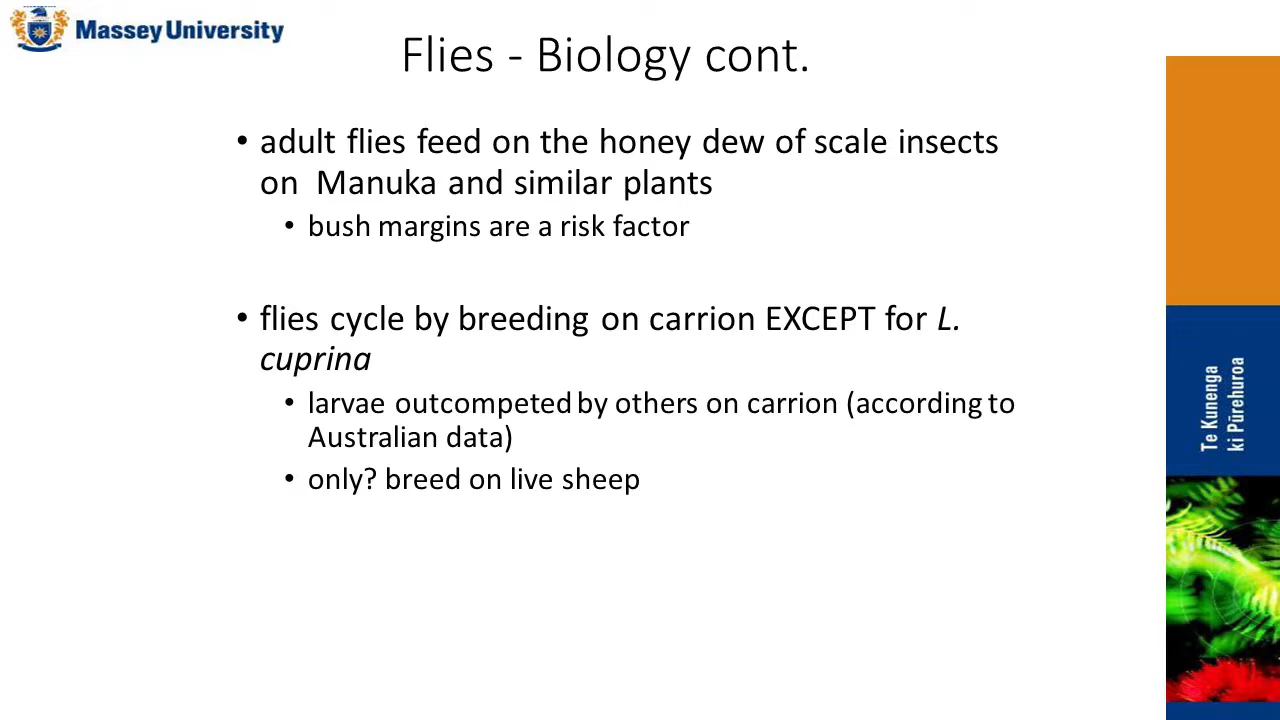 Massey University
Flies - Biology cont.
• adult flies feed on the honey dew of scale insects
on Manuka and similar plants
• bush margins are a risk factor
• flies cycle by breeding on carrion EXCEPT for L.
cuprina
• larvae outcompeted by others on carrion (according to
Australian data)
• only? breed on live sheep
Te Kunenga
ki Pūrehuroa